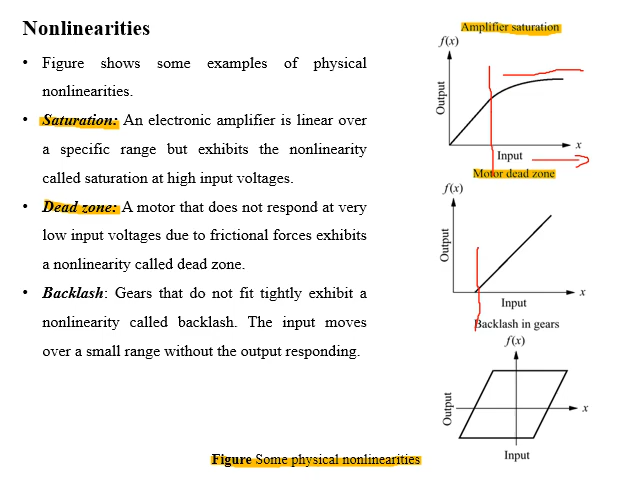 Nonlinearities
• Figure shows some examples of physical
nonlinearities.
• Saturation: An electronic amplifier is linear over
a specific range but exhibits the nonlinearity
called saturation at high input voltages.
• Dead zone: A motor that does not respond at very
low input voltages due to frictional forces exhibits
a nonlinearity called dead zone.
• Backlash: Gears that do not fit tightly exhibit a
nonlinearity called backlash. The input moves
over a small range without the output responding.
Amplifier saturation
f(x)
Output
x
Input
Motor dead zone
f(x)
Output
x
Input
Backlash in gears
f(x)
Output
x
Input
Figure Some physical nonlinearities